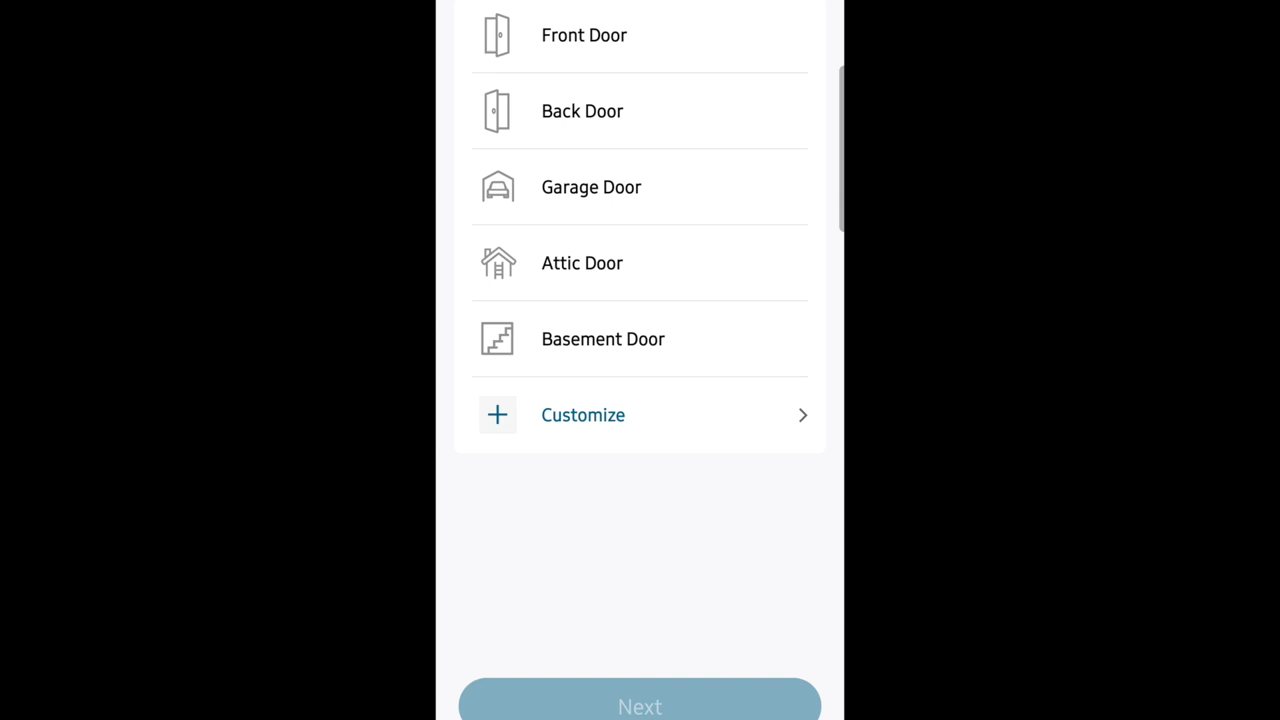 Front Door
Back Door
Garage Door
Attic Door
Basement Door
Customize
Next